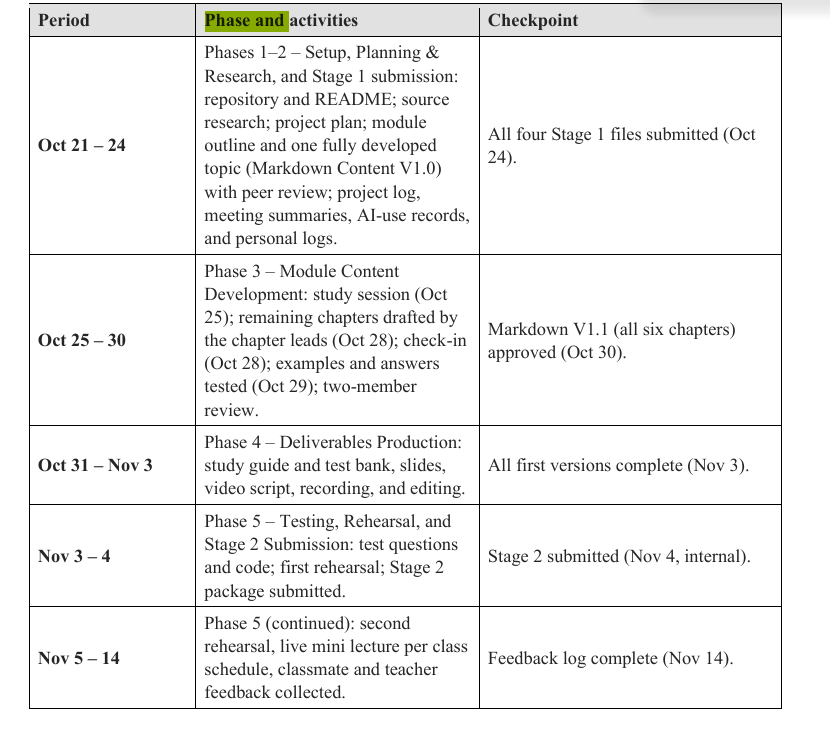 Period
Phase and activities
Checkpoint
Oct 21 – 24
Phases 1–2 – Setup, Planning &
Research, and Stage 1 submission:
repository and README; source
research; project plan; module
outline and one fully developed
topic (Markdown Content V1.0)
with peer review; project log,
meeting summaries, AI-use records,
and personal logs.
All four Stage 1 files submitted (Oct
24).
Oct 25 – 30
Phase 3 – Module Content
Development: study session (Oct
25); remaining chapters drafted by
the chapter leads (Oct 28); check-in
(Oct 28); examples and answers
tested (Oct 29); two-member
review.
Markdown V1.1 (all six chapters)
approved (Oct 30).
Oct 31 – Nov 3
Phase 4 – Deliverables Production:
study guide and test bank, slides,
video script, recording, and editing.
All first versions complete (Nov 3).
Nov 3 – 4
Phase 5 – Testing, Rehearsal, and
Stage 2 Submission: test questions
and code; first rehearsal; Stage 2
package submitted.
Stage 2 submitted (Nov 4, internal).
Nov 5 – 14
Phase 5 (continued): second
rehearsal, live mini lecture per class
schedule, classmate and teacher
feedback collected.
Feedback log complete (Nov 14).